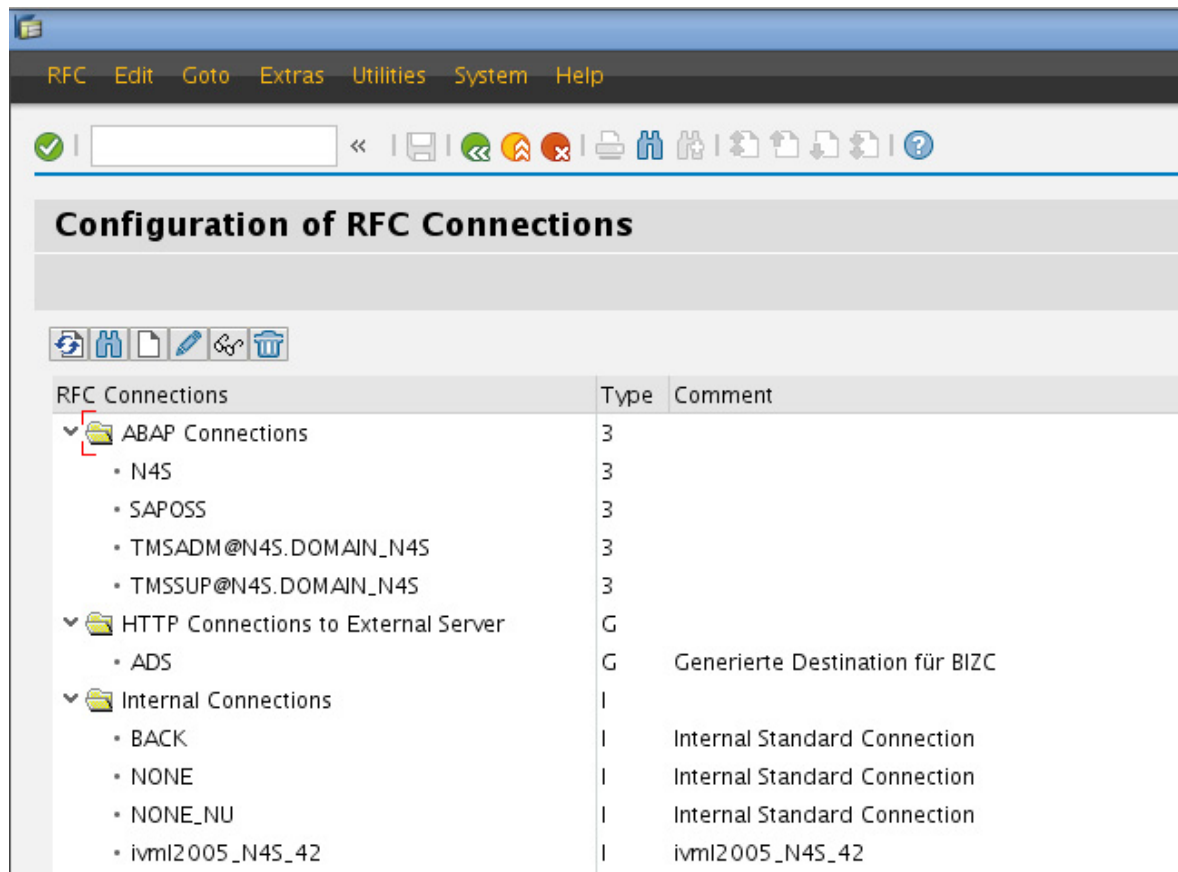 RFC Edit Goto Extras Utilities System Help
Configuration of RFC Connections
RFC Connections Type Comment
ABAP Connections 3
N4S 3
SAPOSS 3
TMSADM@N4S.DOMAIN_N4S 3
TMSSUP@N4S.DOMAIN_N4S 3
HTTP Connections to External Server G
ADS G Generierte Destination für BIZC
Internal Connections I
BACK I Internal Standard Connection
NONE I Internal Standard Connection
NONE_NU I Internal Standard Connection
ivml2005_N4S_42 I ivml2005_N4S_42